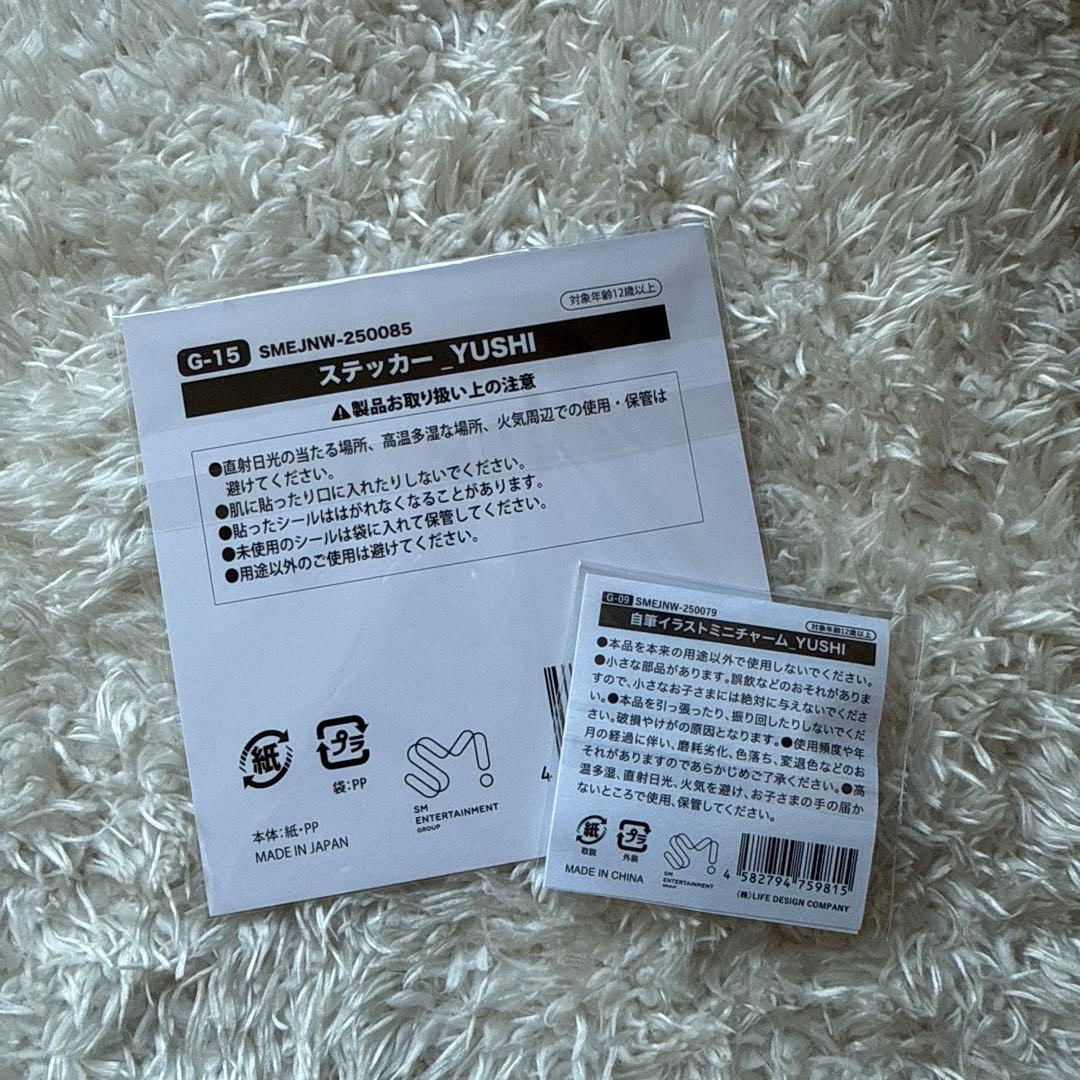 対象年齢12歳以上
G-15 SMEJNW-250085
ステッカー_YUSHI
製品お取り扱い上の注意
●直射日光の当たる場所、高温多湿な場所、火気周辺での使用・保管は
避けてください。
●肌に貼ったり口に入れたりしないでください。
●貼ったシールははがれなくなることがあります。
●未使用のシールは袋に入れて保管してください。
●用途以外のご使用は避けてください。
紙
プラ
袋:PP
SM
ENTERTAINMENT
GROUP
本体:紙・PP
MADE IN JAPAN
4
G-09 SMEJNW-250079
対象年齢12歳以上
自筆イラストミニチャーム_YUSHI
●本品を本来の用途以外で使用しないでください。
●小さな部品があります。誤飲などのおそれがありま
すので、小さなお子さまには絶対に与えないでくださ
い。●本品を引っ張ったり、振り回したりしないでくだ
さい。破損やけがの原因となります。●使用頻度や年
月の経過に伴い、磨耗劣化、色落ち、変退色などのお
それがありますのであらかじめご了承ください。●高
温多湿、直射日光、火気を避け、お子さまの手の届か
ないところで使用、保管してください。
紙
取説
プラ
外装
MADE IN CHINA
SM
ENTERTAINMENT
GROUP
4 582794 759815
(株)LIFE DESIGN COMPANY